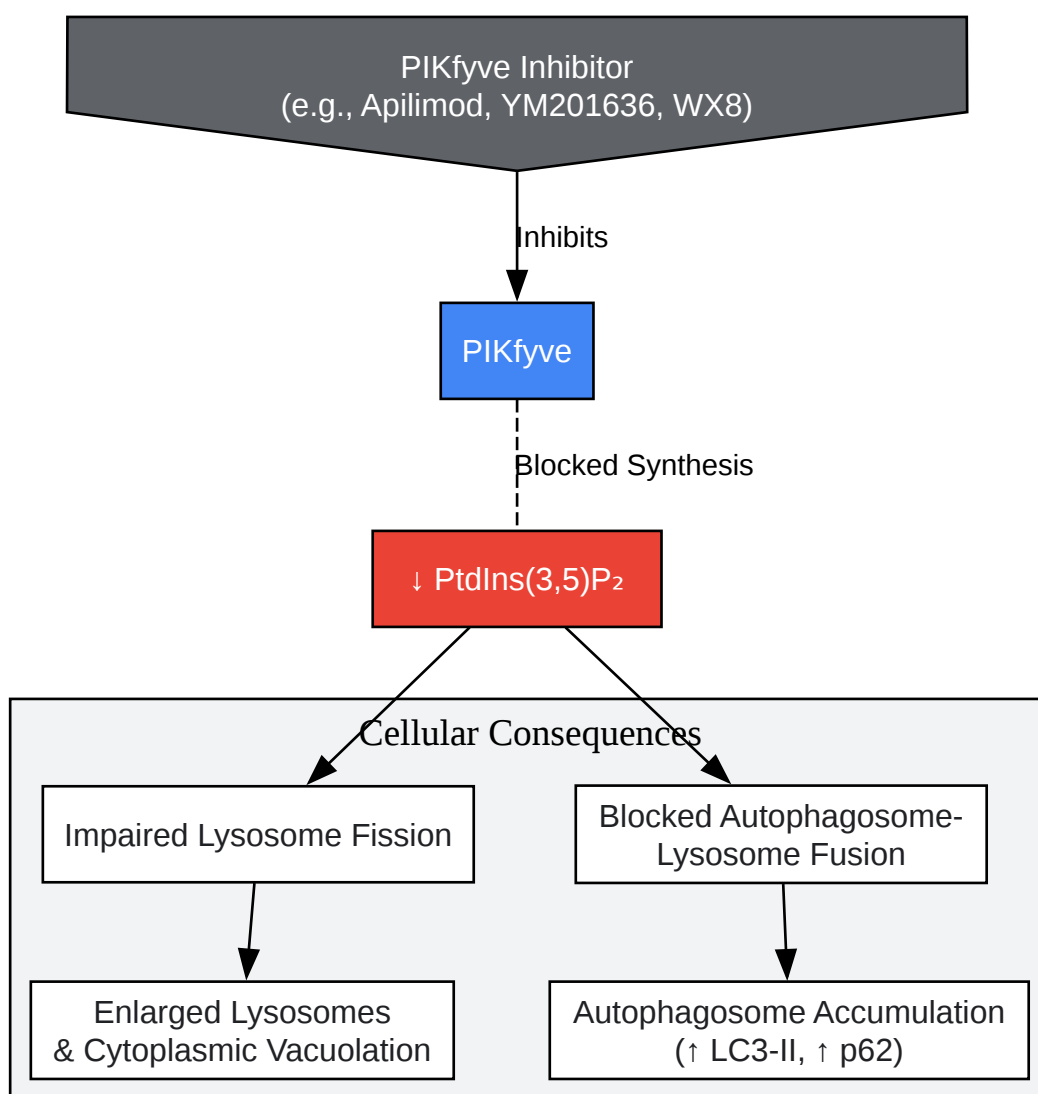 PIKfyve Inhibitor
(e.g., Apilimod, YM201636, WX8)
Inhibits
PIKfyve
Blocked Synthesis
↓ PtdIns(3,5)P₂
Cellular Consequences
Impaired Lysosome Fission
Blocked Autophagosome-
Lysosome Fusion
Enlarged Lysosomes
& Cytoplasmic Vacuolation
Autophagosome Accumulation
(↑ LC3-II, ↑ p62)